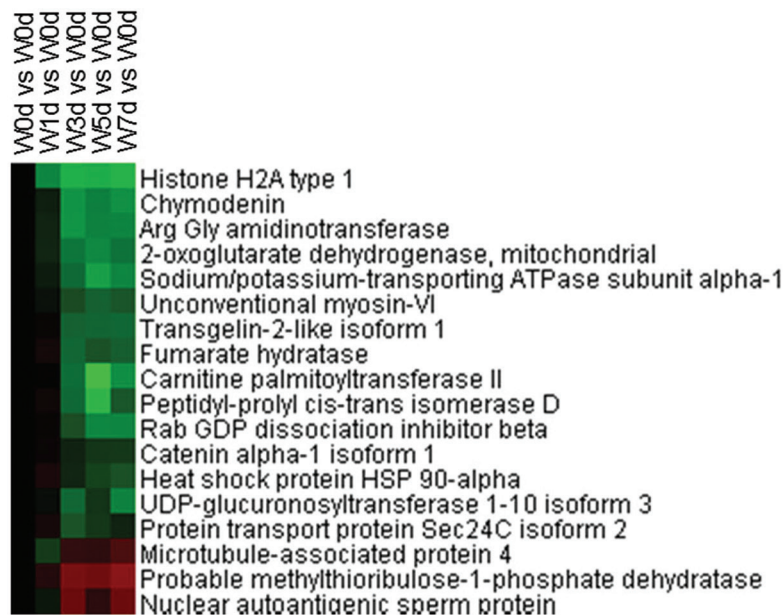 W0d vs W0d
W1d vs W0d
W3d vs W0d
W5d vs W0d
W7d vs W0d
Histone H2A type 1
Chymodenin
Arg Gly amidinotransferase
2-oxoglutarate dehydrogenase, mitochondrial
Sodium/potassium-transporting ATPase subunit alpha-1
Unconventional myosin-VI
Transgelin-2-like isoform 1
Fumarate hydratase
Carnitine palmitoyltransferase II
Peptidyl-prolyl cis-trans isomerase D
Rab GDP dissociation inhibitor beta
Catenin alpha-1 isoform 1
Heat shock protein HSP 90-alpha
UDP-glucuronosyltransferase 1-10 isoform 3
Protein transport protein Sec24C isoform 2
Microtubule-associated protein 4
Probable methylthioribulose-1-phosphate dehydratase
Nuclear autoantigenic sperm protein